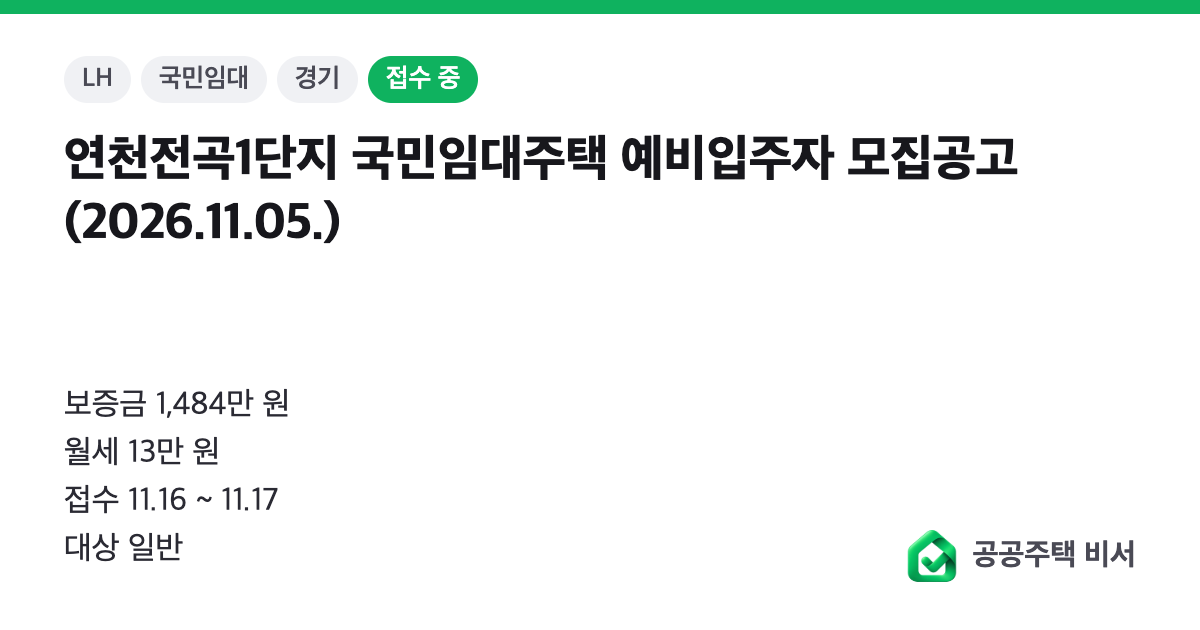 LH 국민임대 경기 접수 중
연천전곡1단지 국민임대주택 예비입주자 모집공고
(2026.11.05.)
보증금 1,484만 원
월세 13만 원
접수 11.16 ~ 11.17
대상 일반
공공주택 비서